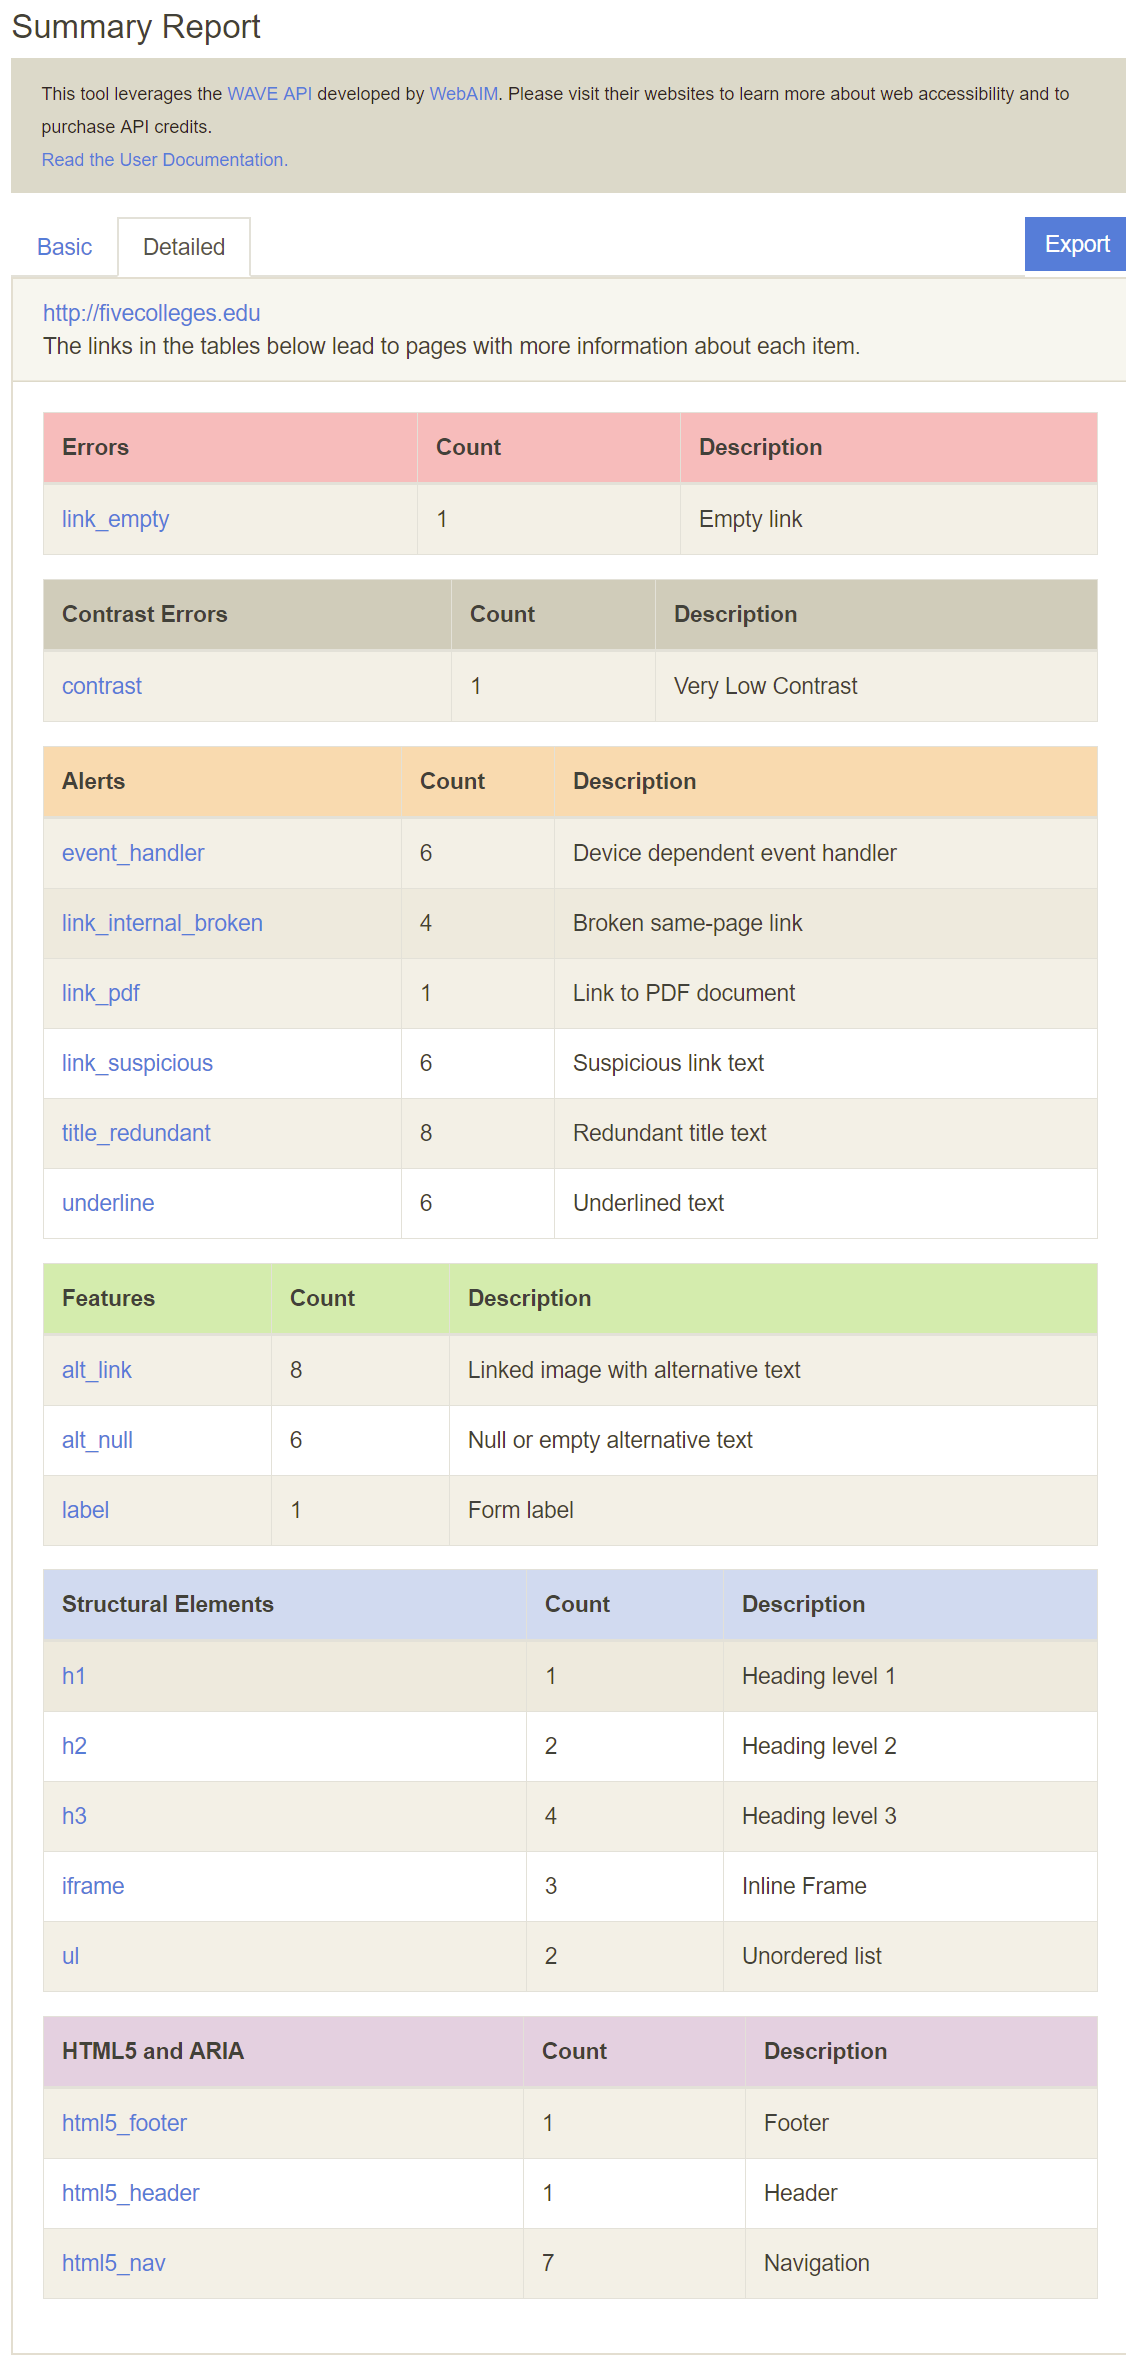 Summary Report
This tool leverages the WAVE API developed by WebAIM. Please visit their websites to learn more about web accessibility and to
purchase API credits.
Read the User Documentation.
Basic Detailed Export
http://fivecolleges.edu
The links in the tables below lead to pages with more information about each item.
Errors Count Description
link_empty 1 Empty link
Contrast Errors Count Description
contrast 1 Very Low Contrast
Alerts Count Description
event_handler 6 Device dependent event handler
link_internal_broken 4 Broken same-page link
link_pdf 1 Link to PDF document
link_suspicious 6 Suspicious link text
title_redundant 8 Redundant title text
underline 6 Underlined text
Features Count Description
alt_link 8 Linked image with alternative text
alt_null 6 Null or empty alternative text
label 1 Form label
Structural Elements Count Description
h1 1 Heading level 1
h2 2 Heading level 2
h3 4 Heading level 3
iframe 3 Inline Frame
ul 2 Unordered list
HTML5 and ARIA Count Description
html5_footer 1 Footer
html5_header 1 Header
html5_nav 7 Navigation